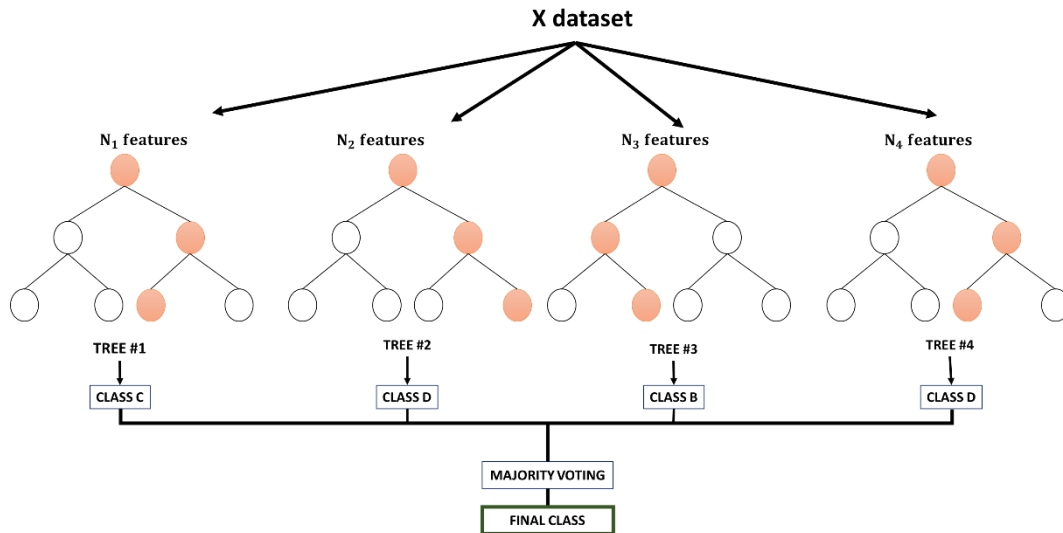 X dataset
N₁ features
N₂ features
N₃ features
N₄ features
TREE #1
TREE #2
TREE #3
TREE #4
CLASS C
CLASS D
CLASS B
CLASS D
MAJORITY VOTING
FINAL CLASS